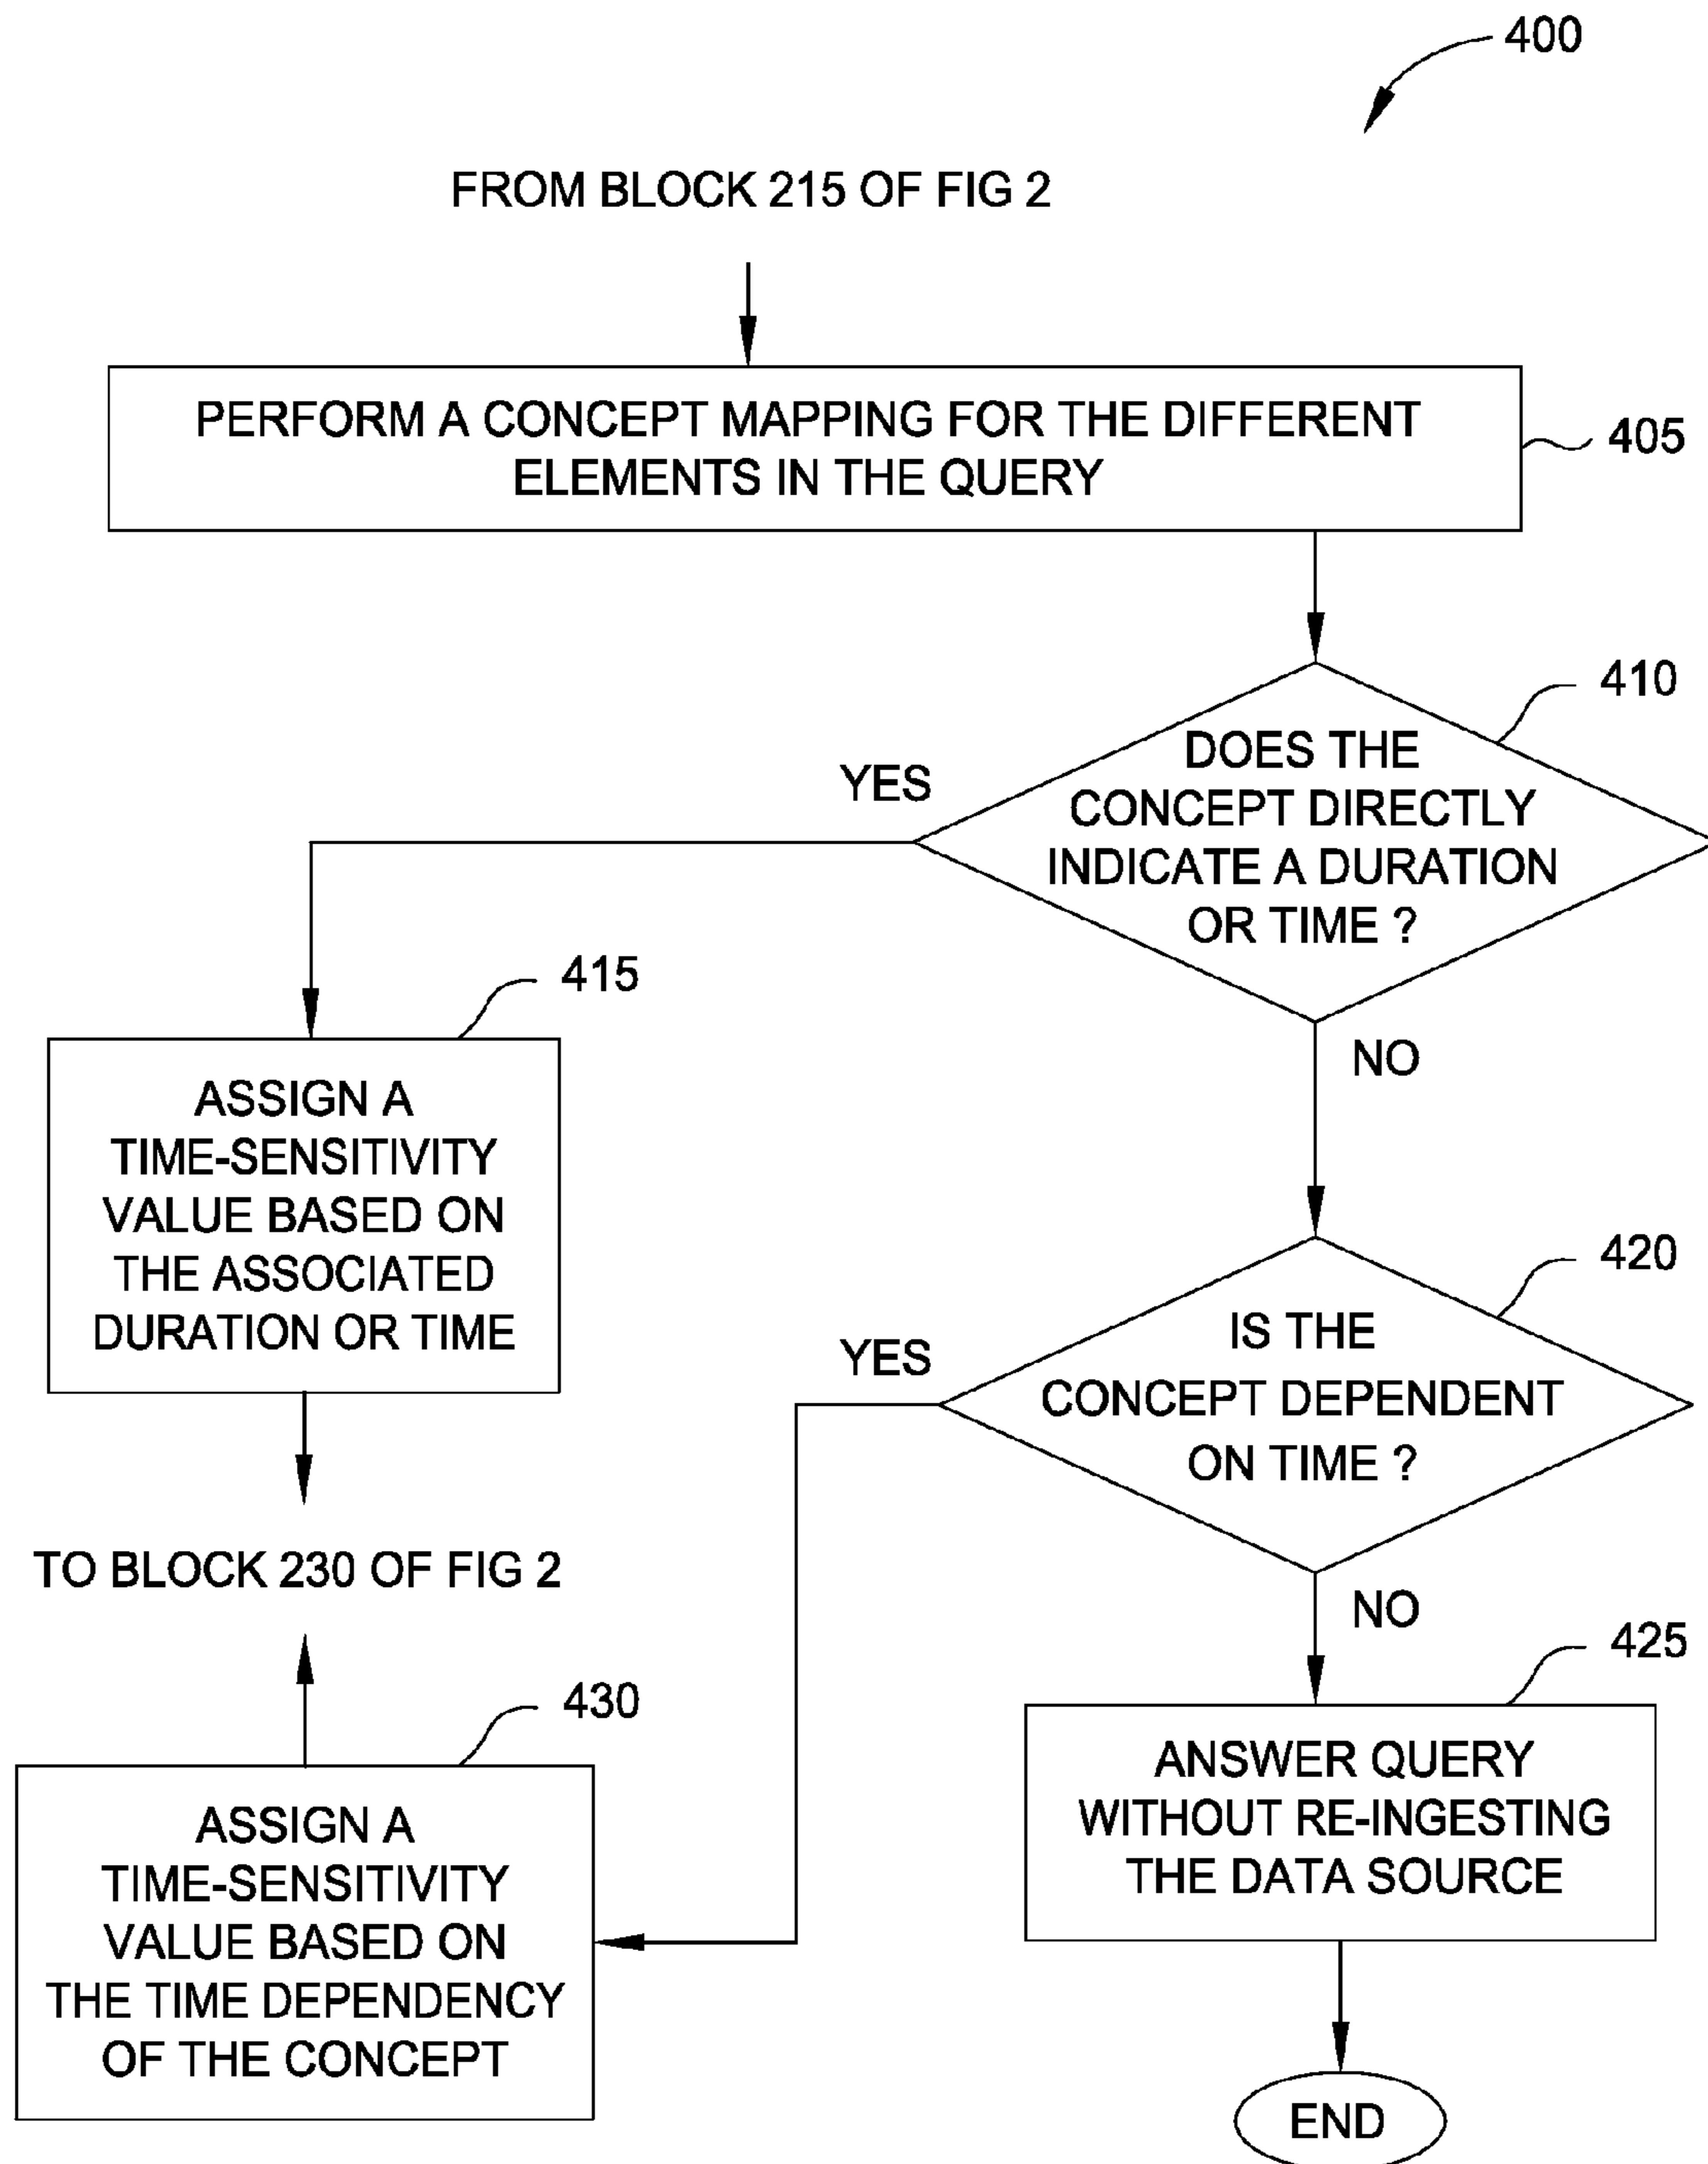 400
FROM BLOCK 215 OF FIG 2
PERFORM A CONCEPT MAPPING FOR THE DIFFERENT
ELEMENTS IN THE QUERY
405
410
DOES THE
CONCEPT DIRECTLY
INDICATE A DURATION
OR TIME ?
YES
NO
415
ASSIGN A
TIME-SENSITIVITY
VALUE BASED ON
THE ASSOCIATED
DURATION OR TIME
TO BLOCK 230 OF FIG 2
420
IS THE
CONCEPT DEPENDENT
ON TIME ?
YES
NO
425
ANSWER QUERY
WITHOUT RE-INGESTING
THE DATA SOURCE
430
ASSIGN A
TIME-SENSITIVITY
VALUE BASED ON
THE TIME DEPENDENCY
OF THE CONCEPT
END